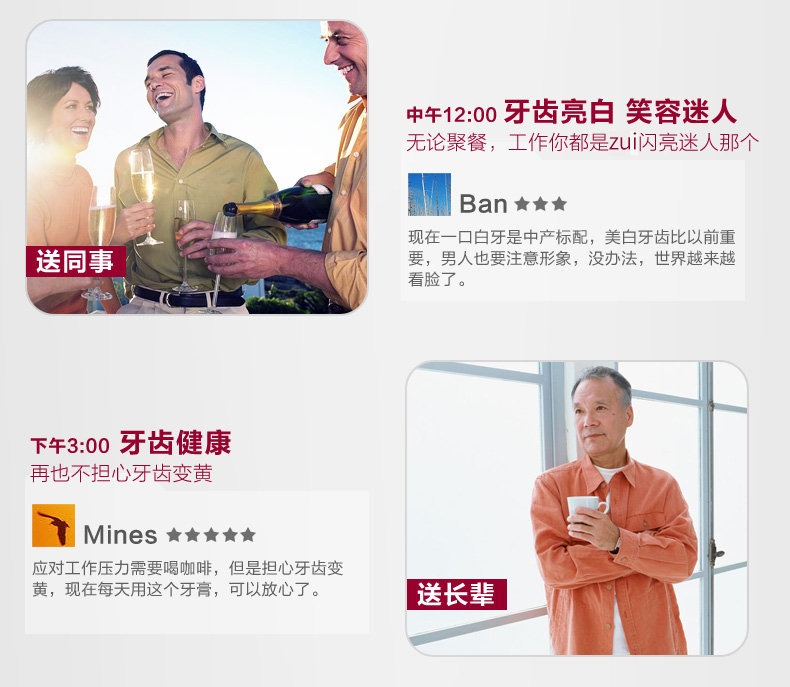 中午12:00 牙齿亮白 笑容迷人
无论聚餐，工作你都是zui闪亮迷人那个
Ban ★★★
现在一口白牙是中产标配，美白牙齿比以前重
要，男人也要注意形象，没办法，世界越来越
看脸了。
送同事
下午3:00 牙齿健康
再也不担心牙齿变黄
Mines ★★★★★
应对工作压力需要喝咖啡，但是担心牙齿变
黄，现在每天用这个牙膏，可以放心了。
送长辈